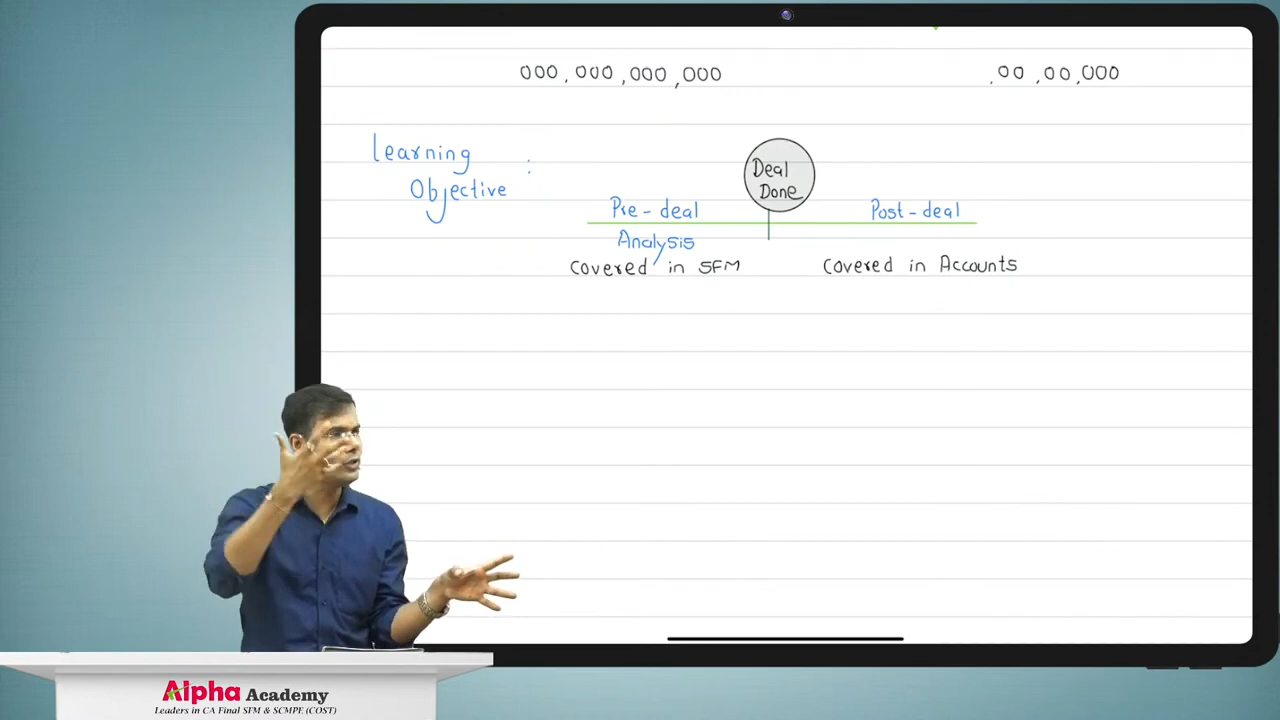 000,000,000,000 ,00,00,000
Learning
Objective :
Deal
Done
Pre-deal
Analysis
Covered in SFM
Post-deal
Covered in Accounts
Alpha Academy
Leaders in CA Final SFM & SCMPE (COST)